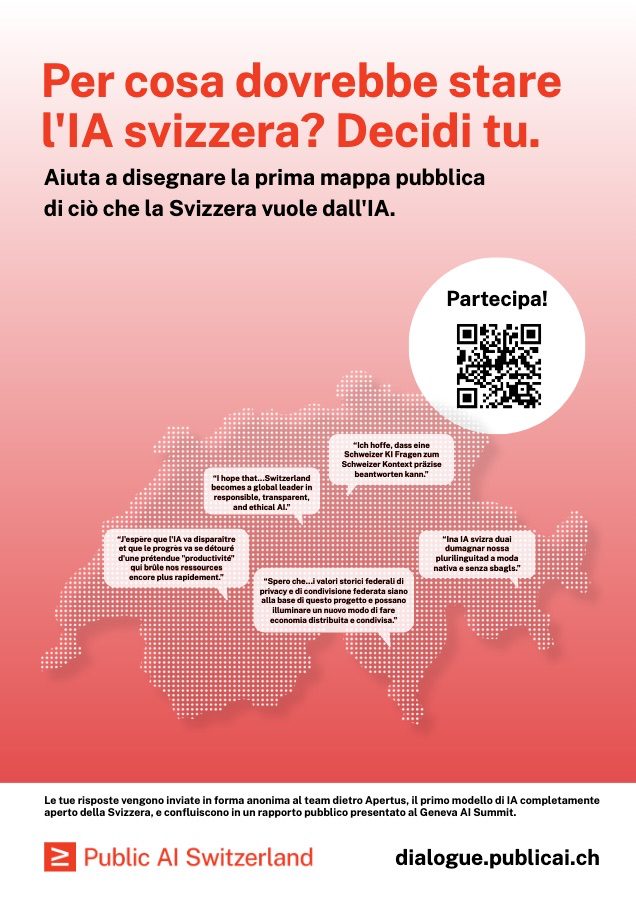 Per cosa dovrebbe stare
l'IA svizzera? Decidi tu.
Aiuta a disegnare la prima mappa pubblica
di ciò che la Svizzera vuole dall'IA.
Partecipa!
“Ich hoffe, dass eine
Schweizer KI Fragen zum
Schweizer Kontext präzise
beantworten kann.”
“I hope that...Switzerland
becomes a global leader in
responsible, transparent,
and ethical AI.”
“J'espère que l'IA va disparaître
et que le progrès va se détouré
d'une prétendue "productivité"
qui brûle nos ressources
encore plus rapidement.”
“Ina IA svizra duai
dumagnar nossa
plurilinguitad a moda
nativa e senza sbagls.”
“Spero che...i valori storici federali di
privacy e di condivisione federata siano
alla base di questo progetto e possano
illuminare un nuovo modo di fare
economia distribuita e condivisa.”
Le tue risposte vengono inviate in forma anonima al team dietro Apertus, il primo modello di IA completamente
aperto della Svizzera, e confluiscono in un rapporto pubblico presentato al Geneva AI Summit.
Public AI Switzerland
dialogue.publicai.ch